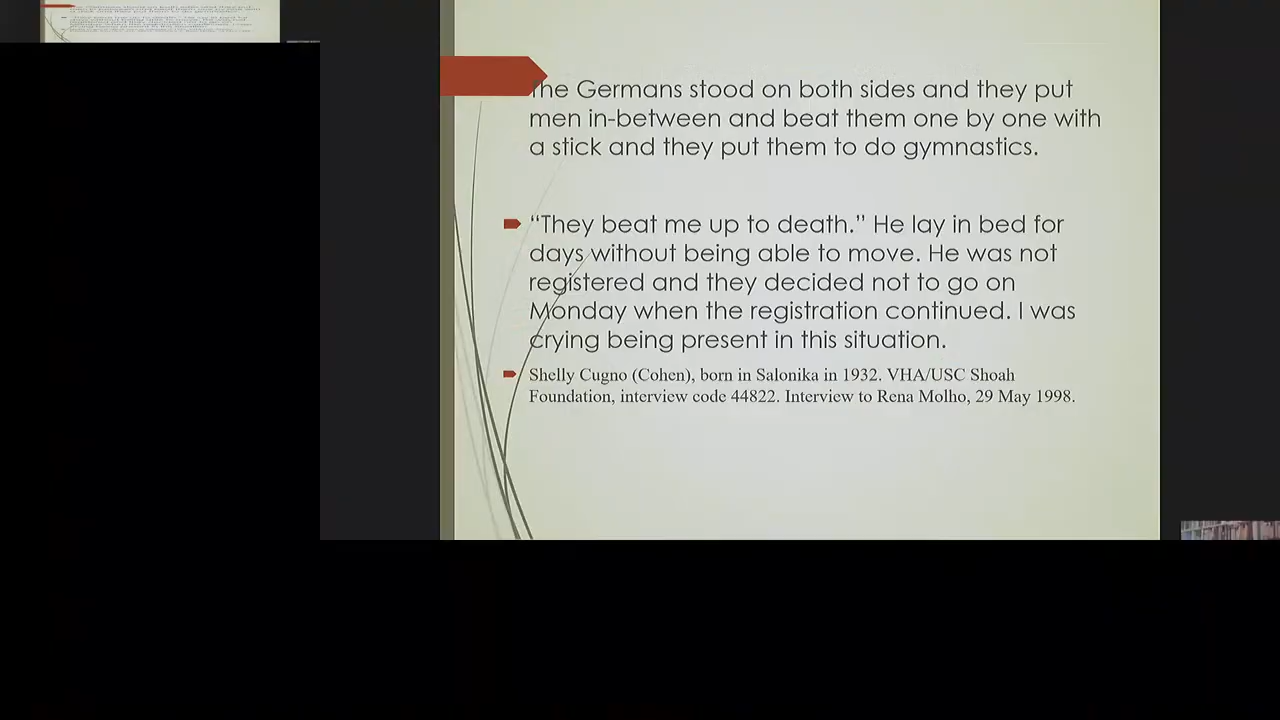 The Germans stood on both sides and they put
men in-between and beat them one by one with
a stick and they put them to do gymnastics.
“They beat me up to death.” He lay in bed for
days without being able to move. He was not
registered and they decided not to go on
Monday when the registration continued. I was
crying being present in this situation.
Shelly Cugno (Cohen), born in Salonika in 1932. VHA/USC Shoah
Foundation, interview code 44822. Interview to Rena Molho, 29 May 1998.